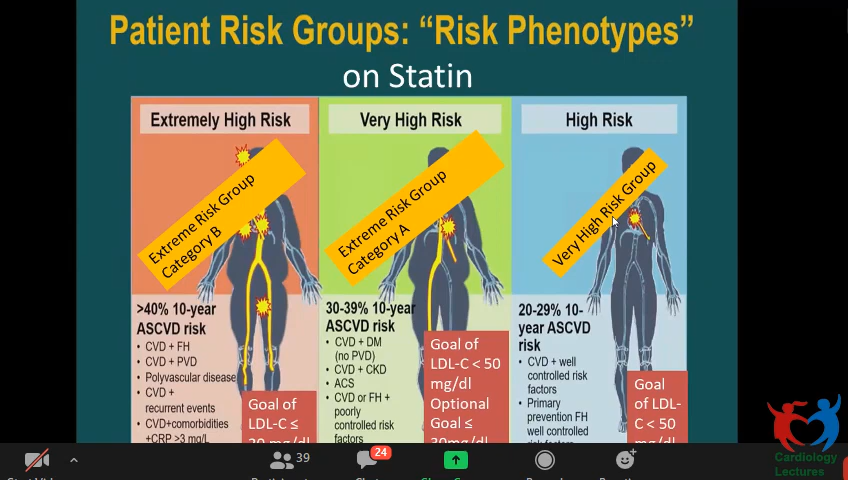 Patient Risk Groups: “Risk Phenotypes”
on Statin
Extremely High Risk
Extreme Risk Group
Category B
>40% 10-year
ASCVD risk
• CVD + FH
• CVD + PVD
• Polyvascular disease
• CVD +
recurrent events
• CVD+comorbidities
+CRP >3 mg/L
Goal of
LDL-C ≤
mg/dl
Very High Risk
Extreme Risk Group
Category A
30-39% 10-year
ASCVD risk
• CVD + DM
(no PVD)
• CVD + CKD
• ACS
• CVD or FH +
poorly
controlled risk
factors
Goal of
LDL-C < 50
mg/dl
Optional
Goal ≤
30mg/dl
High Risk
Very High Risk Group
20-29% 10-
year ASCVD
risk
• CVD + well
controlled risk
factors
• Primary
prevention FH
well controlled
risk factors
Goal
of LDL-
C < 50
mg/dl
39
24
Cardiology
Lectures